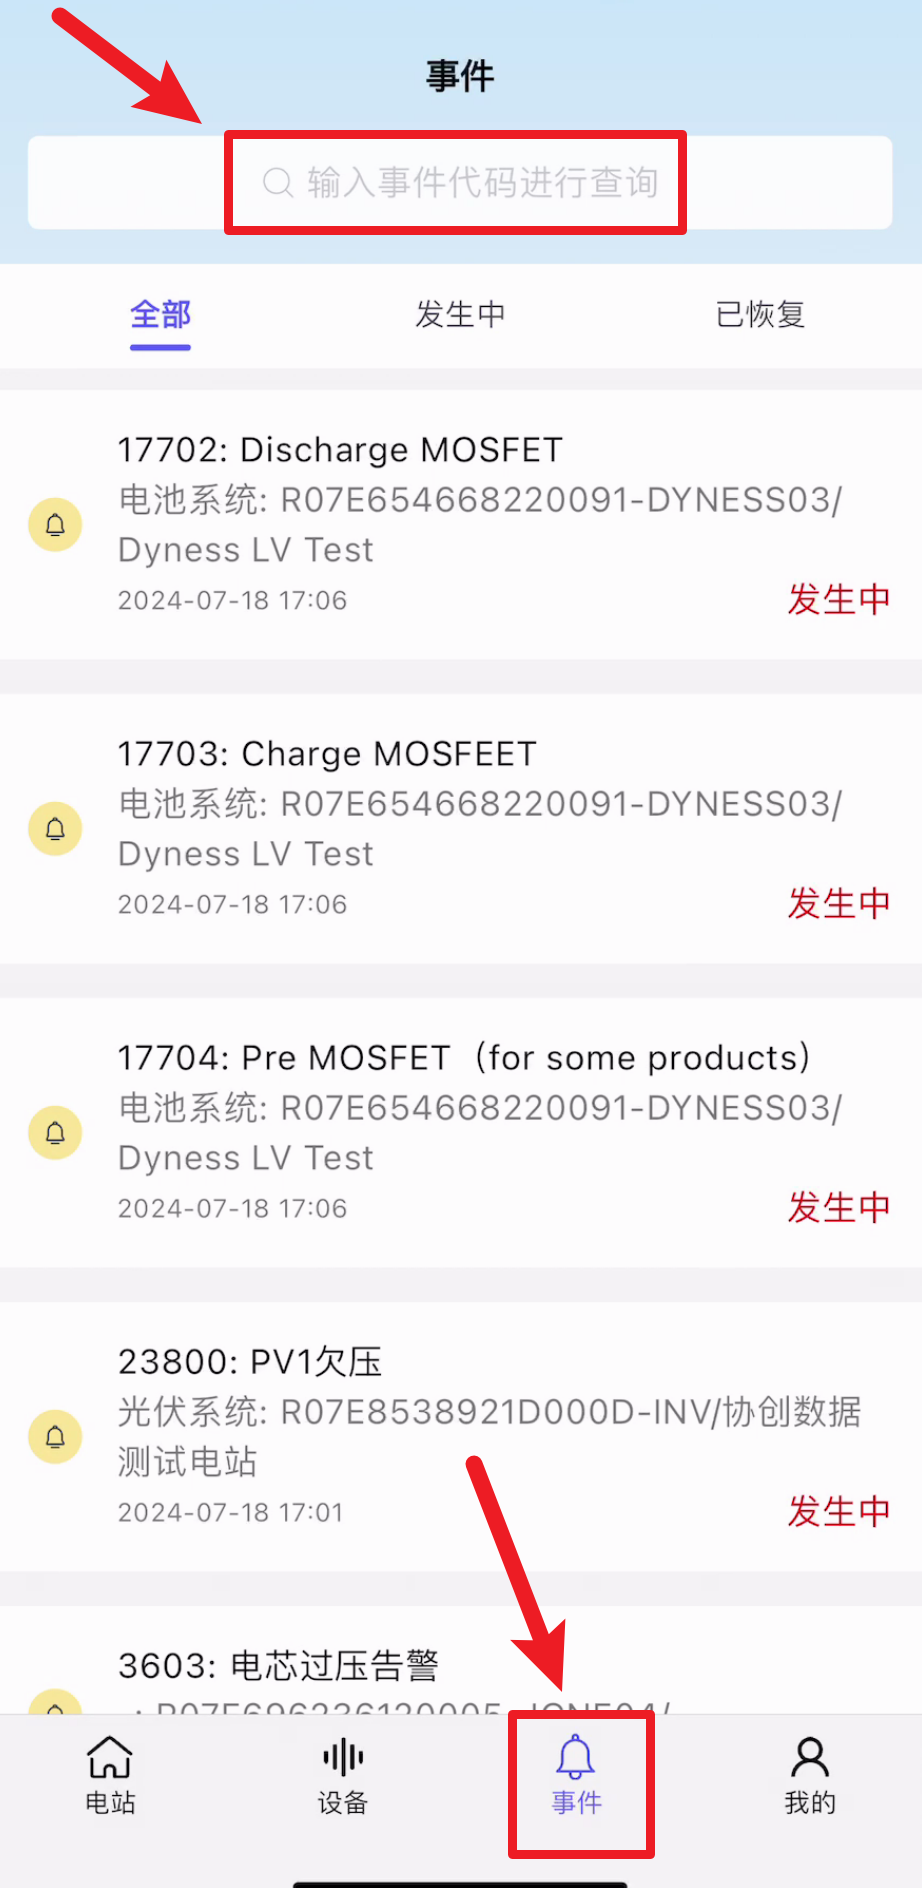 事件
输入事件代码进行查询
全部 发生中 已恢复
17702: Discharge MOSFET
电池系统: R07E654668220091-DYNESS03/
Dyness LV Test
2024-07-18 17:06
发生中
17703: Charge MOSFEET
电池系统: R07E654668220091-DYNESS03/
Dyness LV Test
2024-07-18 17:06
发生中
17704: Pre MOSFET（for some products）
电池系统: R07E654668220091-DYNESS03/
Dyness LV Test
2024-07-18 17:06
发生中
23800: PV1欠压
光伏系统: R07E8538921D000D-INV/协创数据
测试电站
2024-07-18 17:01
发生中
3603: 电芯过压告警
电站 设备 事件 我的